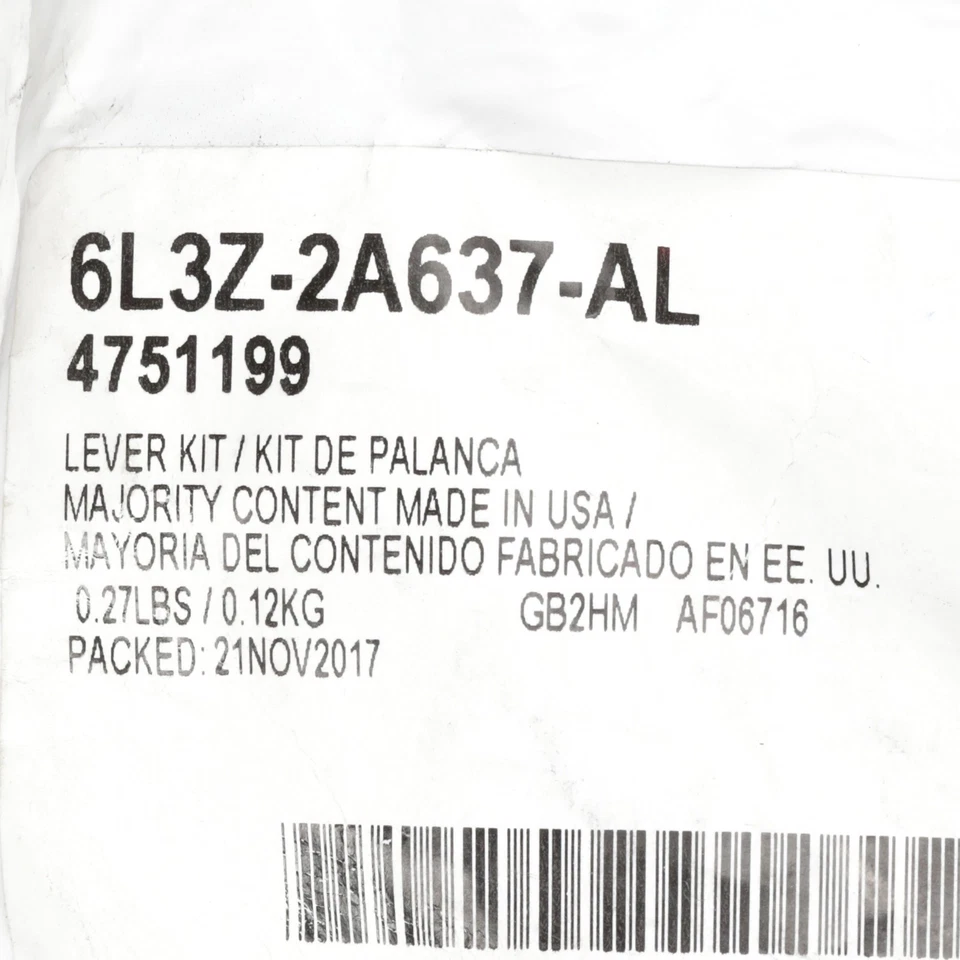 6L3Z-2A637-AL
4751199
LEVER KIT / KIT DE PALANCA
MAJORITY CONTENT MADE IN USA /
MAYORIA DEL CONTENIDO FABRICADO EN EE. UU.
0.27LBS / 0.12KG GB2HM AF06716
PACKED: 21NOV2017